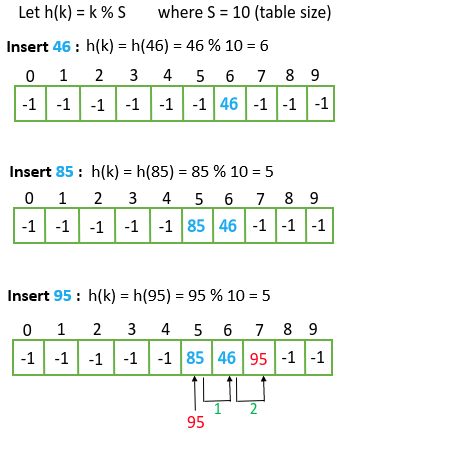 Let h(k) = k % S where S = 10 (table size)
Insert 46 : h(k) = h(46) = 46 % 10 = 6
0 1 2 3 4 5 6 7 8 9
-1 -1 -1 -1 -1 -1 46 -1 -1 -1
Insert 85 : h(k) = h(85) = 85 % 10 = 5
0 1 2 3 4 5 6 7 8 9
-1 -1 -1 -1 -1 85 46 -1 -1 -1
Insert 95 : h(k) = h(95) = 95 % 10 = 5
0 1 2 3 4 5 6 7 8 9
-1 -1 -1 -1 -1 85 46 95 -1 -1
1 2
95